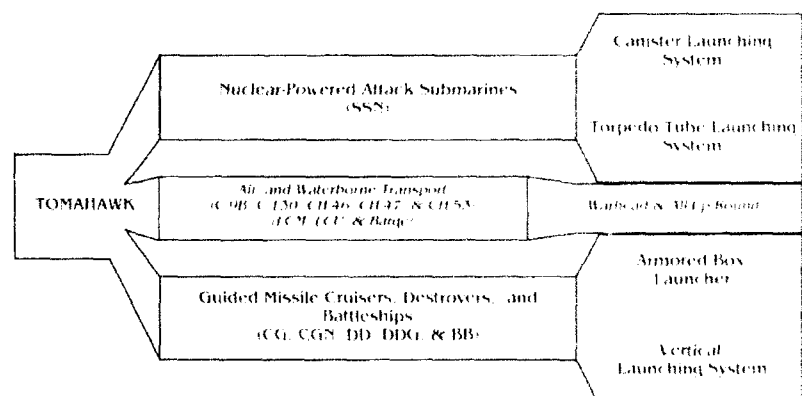 TOMAHAWK
Nuclear-Powered Attack Submarines
(SSN)
Air and Waterborne Transport
(C-9B, C-130, CH-46, CH-47, & CH-53)
(LCM, LCU, & Barge)
Guided Missile Cruisers, Destroyers, and
Battleships
(CG, CGN, DD, DDG, & BB)
Canister Launching
System
Torpedo Tube Launching
System
Warhead & All-Up-Round
Armored Box
Launcher
Vertical
Launching System